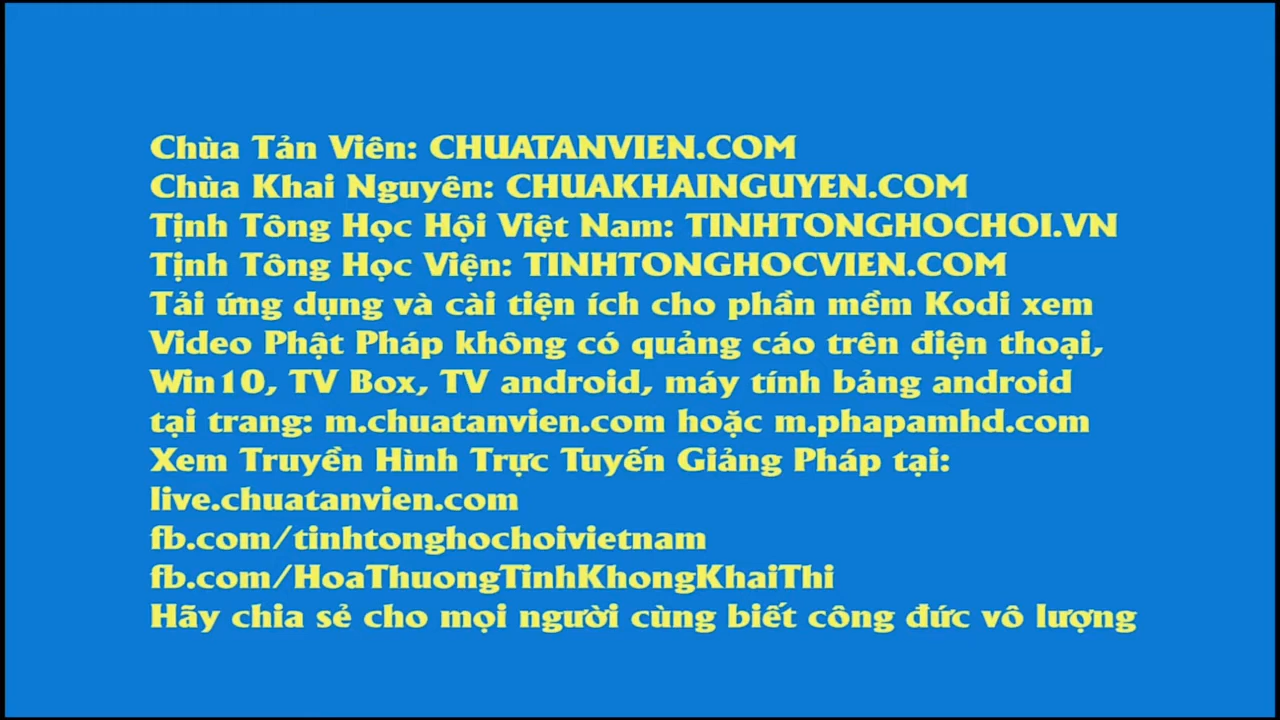 Chùa Tản Viên: CHUATANVIEN.COM
Chùa Khai Nguyên: CHUAKHAINGUYEN.COM
Tịnh Tông Học Hội Việt Nam: TINHTONGHOCHOI.VN
Tịnh Tông Học Viện: TINHTONGHOCVIEN.COM
Tải ứng dụng và cài tiện ích cho phần mềm Kodi xem
Video Phật Pháp không có quảng cáo trên điện thoại,
Win10, TV Box, TV android, máy tính bảng android
tại trang: m.chuatanvien.com hoặc m.phapamhd.com
Xem Truyền Hình Trực Tuyến Giảng Pháp tại:
live.chuatanvien.com
fb.com/tinhtonghochoivietnam
fb.com/HoaThuongTinhKhongKhaiThi
Hãy chia sẻ cho mọi người cùng biết công đức vô lượng